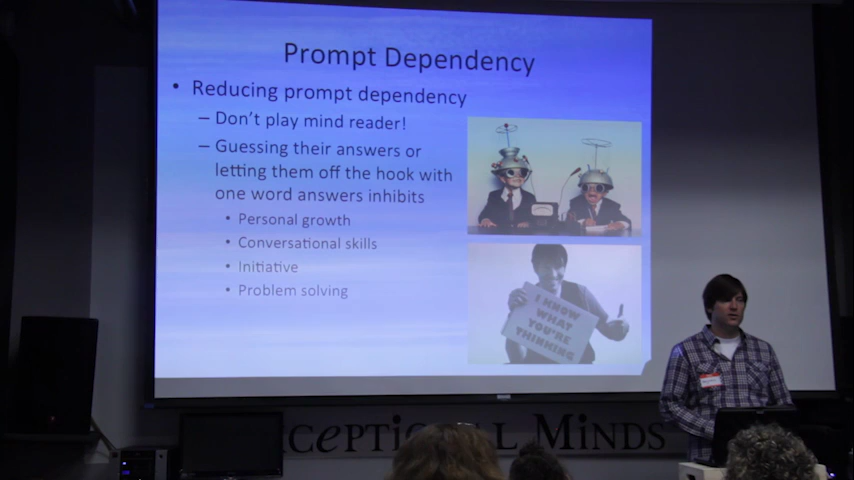 Prompt Dependency
• Reducing prompt dependency
– Don't play mind reader!
– Guessing their answers or
letting them off the hook with
one word answers inhibits
• Personal growth
• Conversational skills
• Initiative
• Problem solving
I KNOW
WHAT
YOU'RE
THINKING
MINDS